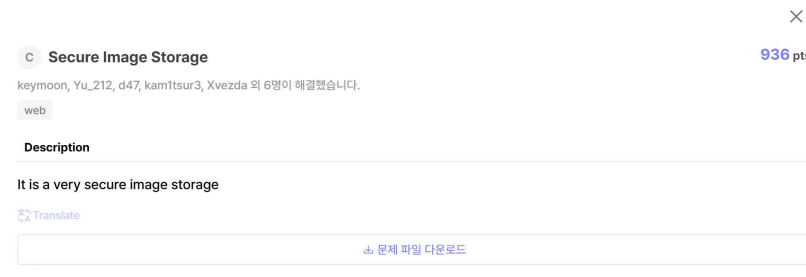 C Secure Image Storage
936 pts
keymoon, Yu_212, d47, kam1tsur3, Xvezda 외 6명이 해결했습니다.
web
Description
It is a very secure image storage
Translate
문제 파일 다운로드